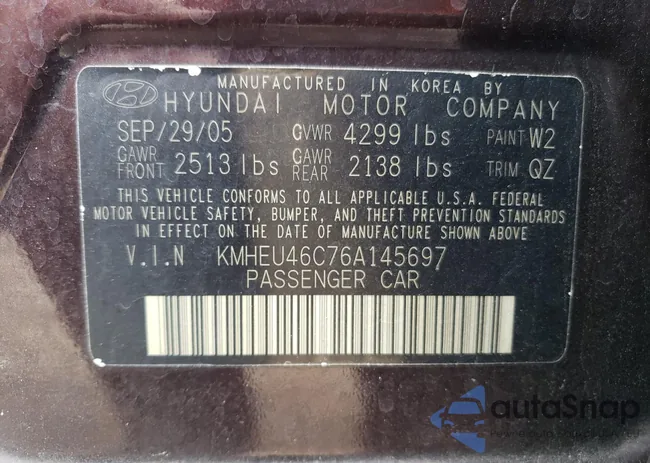 MANUFACTURED IN KOREA BY
HYUNDAI MOTOR COMPANY
SEP/29/05 GVWR 4299 lbs PAINT W2
GAWR FRONT 2513 lbs GAWR REAR 2138 lbs TRIM QZ
THIS VEHICLE CONFORMS TO ALL APPLICABLE U.S.A. FEDERAL
MOTOR VEHICLE SAFETY, BUMPER, AND THEFT PREVENTION STANDARDS
IN EFFECT ON THE DATE OF MANUFACTURE SHOWN ABOVE.
V.I.N KMHEU46C76A145697
PASSENGER CAR
autoSnap